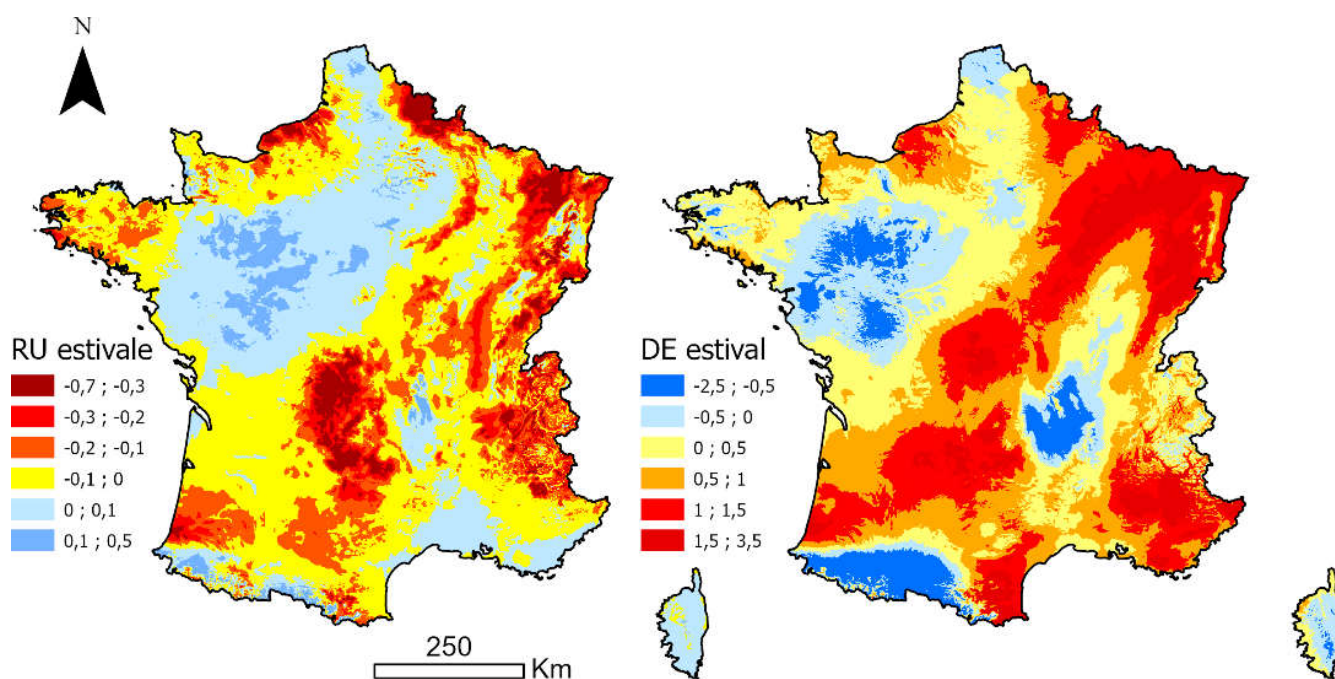 N
RU estivale
-0,7 ; -0,3
-0,3 ; -0,2
-0,2 ; -0,1
-0,1 ; 0
0 ; 0,1
0,1 ; 0,5
DE estival
-2,5 ; -0,5
-0,5 ; 0
0 ; 0,5
0,5 ; 1
1 ; 1,5
1,5 ; 3,5
250
Km